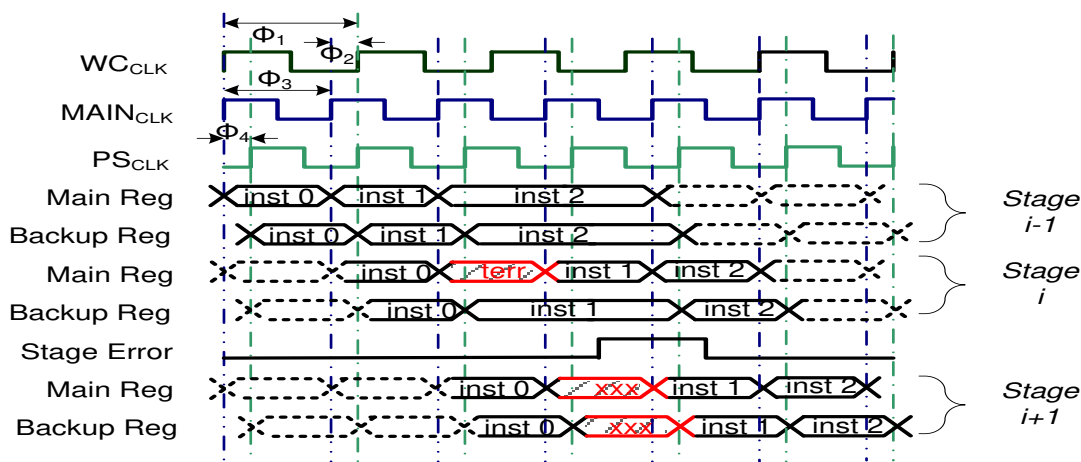 Φ1
Φ2
WCCLK
Φ3
MAINCLK
Φ4
PSCLK
Main Reg inst 0 inst 1 inst 2
Backup Reg inst 0 inst 1 inst 2
Stage
i-1
Main Reg inst 0 terr inst 1 inst 2
Backup Reg inst 0 inst 1 inst 2
Stage
i
Stage Error
Main Reg inst 0 xxx inst 1 inst 2
Backup Reg inst 0 xxx inst 1 inst 2
Stage
i+1